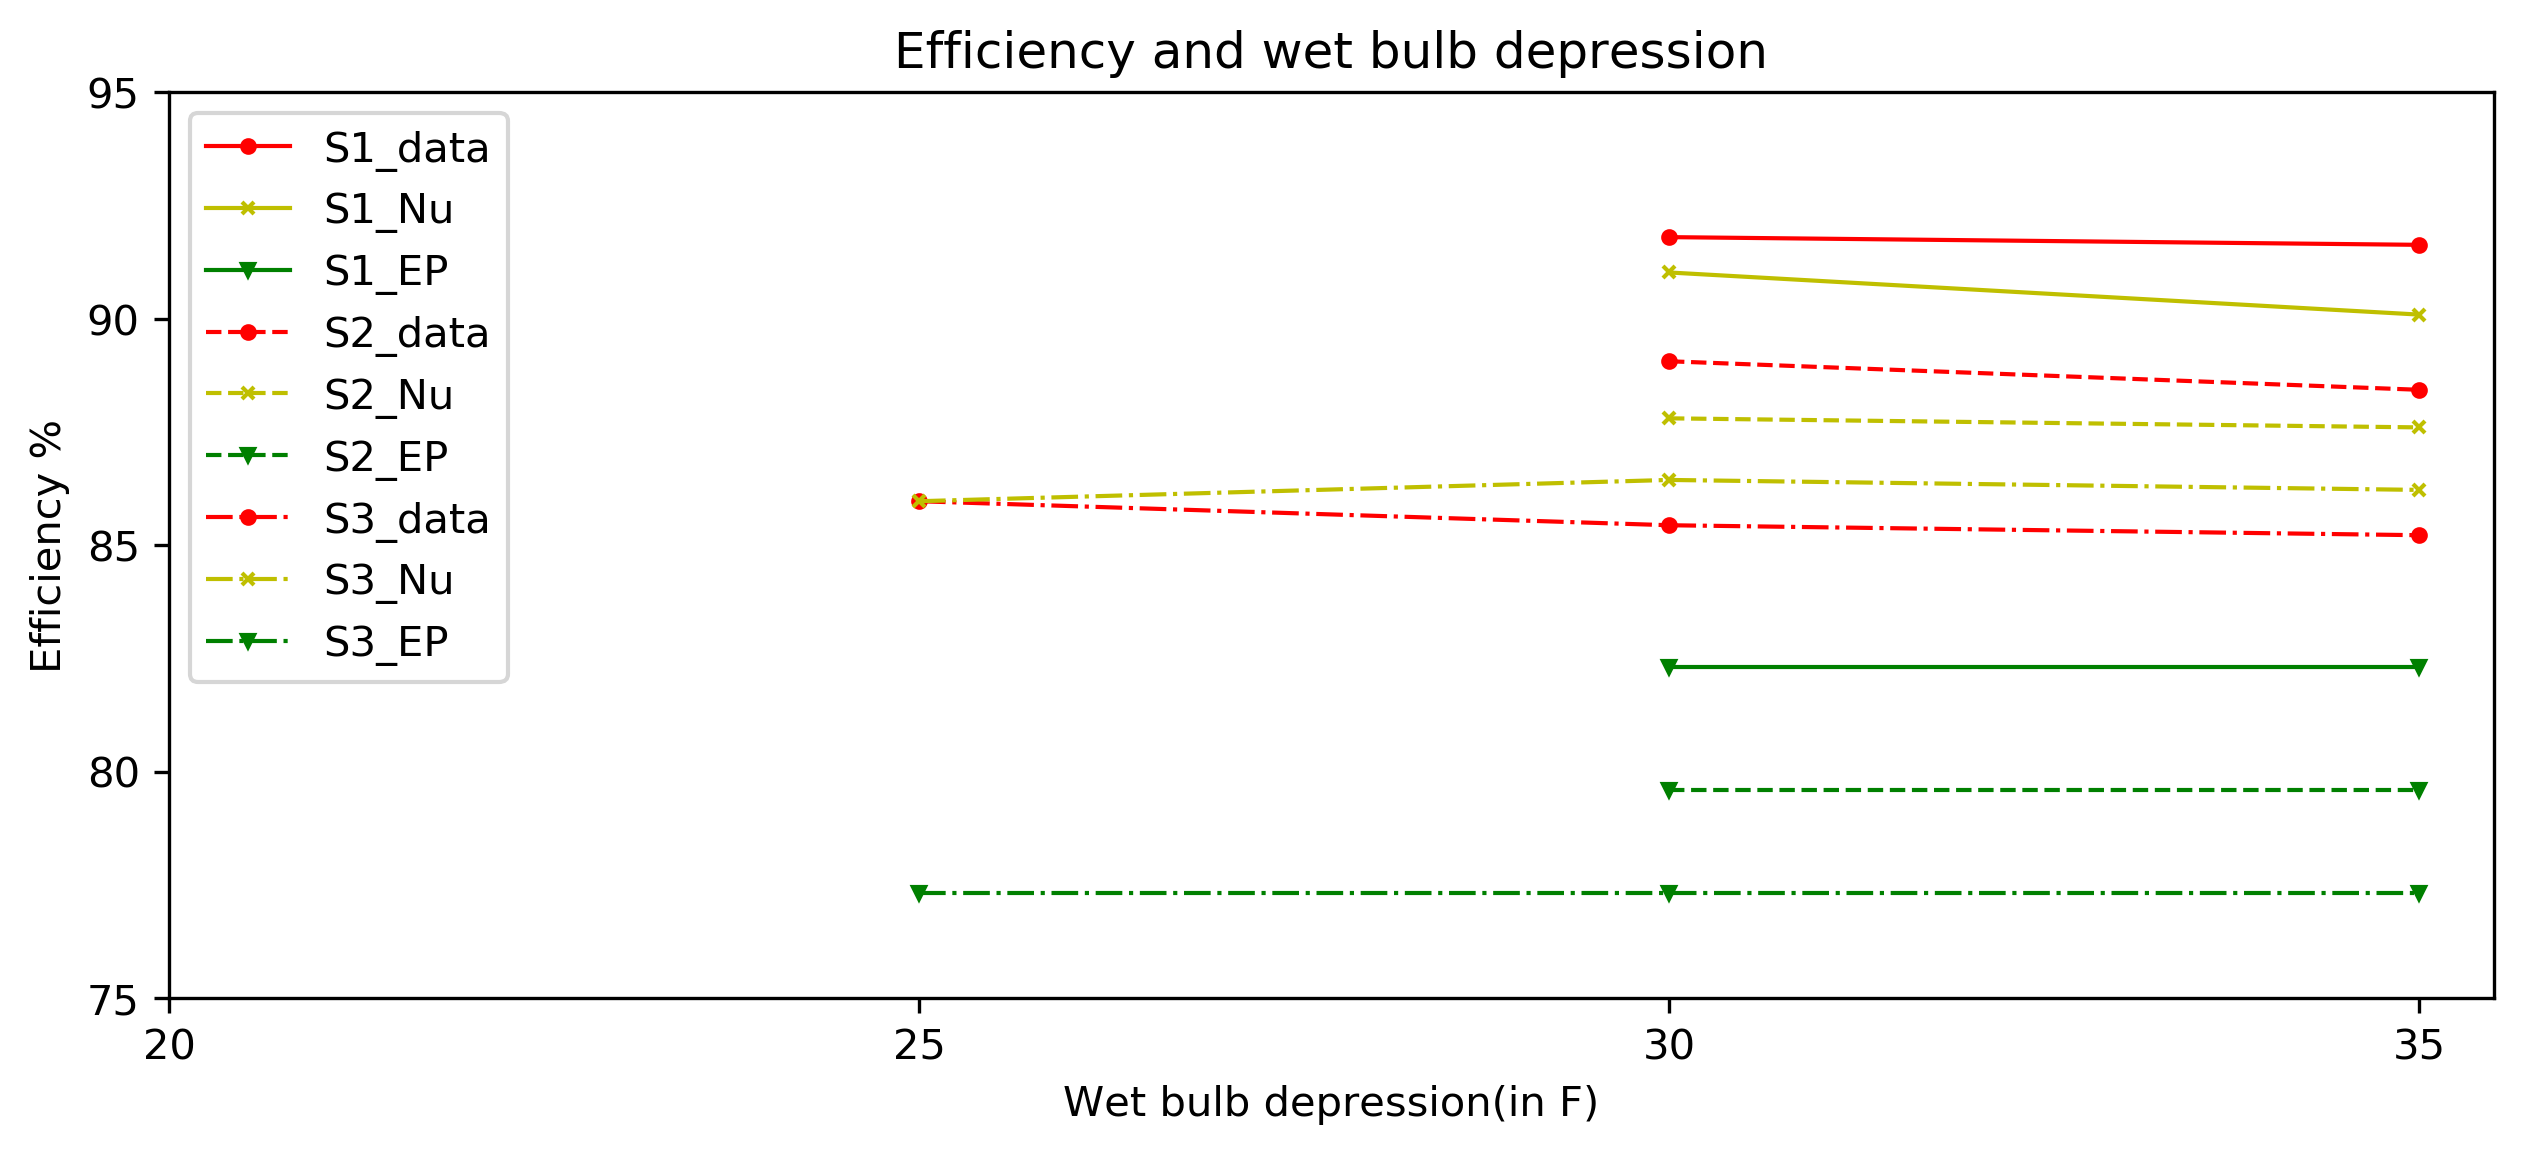 Efficiency and wet bulb depression
95
90
85
80
75
Efficiency %
S1_data
S1_Nu
S1_EP
S2_data
S2_Nu
S2_EP
S3_data
S3_Nu
S3_EP
20 25 30 35
Wet bulb depression(in F)